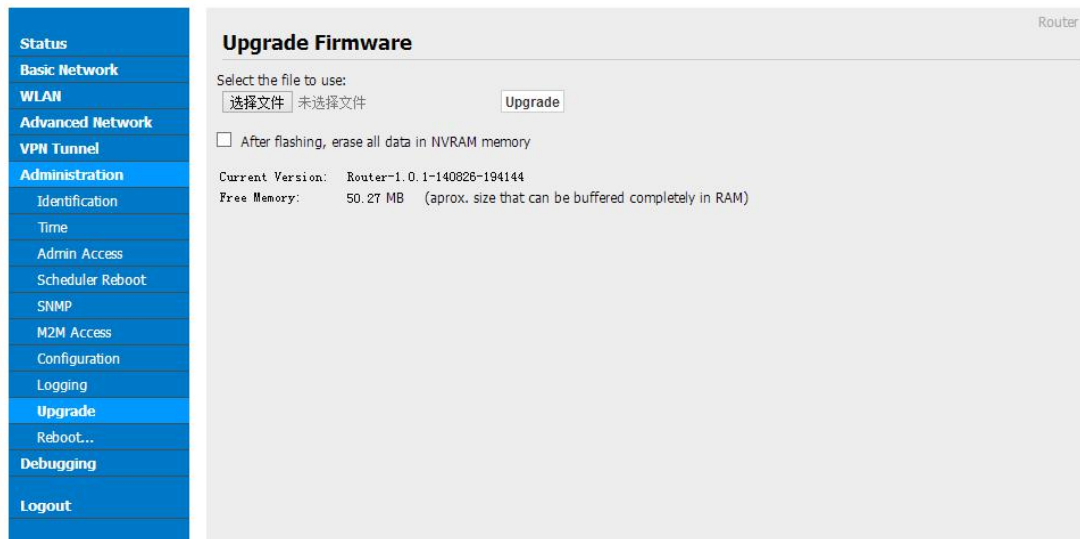 Router
Status
Basic Network
WLAN
Advanced Network
VPN Tunnel
Administration
Identification
Time
Admin Access
Scheduler Reboot
SNMP
M2M Access
Configuration
Logging
Upgrade
Reboot...
Debugging
Logout
Upgrade Firmware
Select the file to use:
选择文件 未选择文件 Upgrade
After flashing, erase all data in NVRAM memory
Current Version: Router-1.0.1-140826-194144
Free Memory: 50.27 MB (aprox. size that can be buffered completely in RAM)